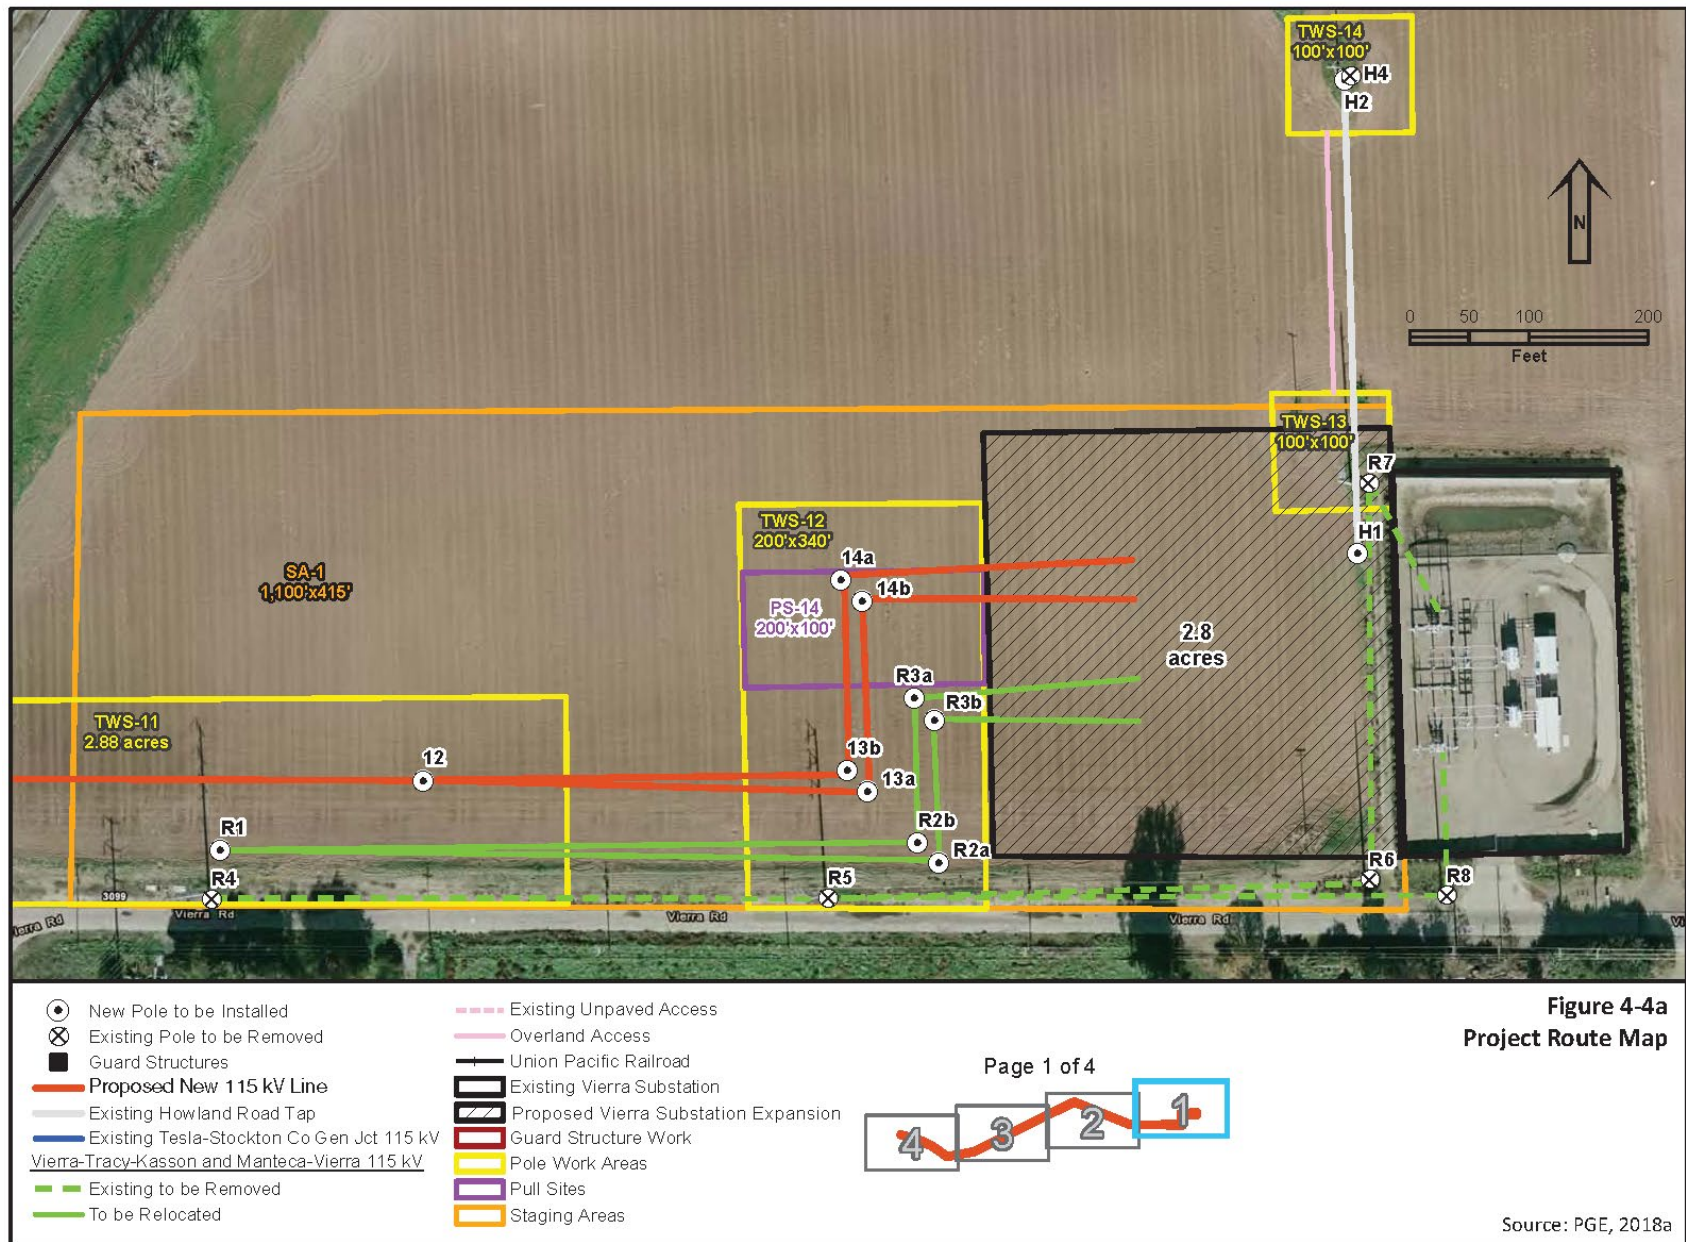 TWS-14
100'x100'
H4
H2
N
0 50 100 200
Feet
TWS-13
100'x100'
R7
H1
TWS-12
200'x340'
14a
14b
SA-1
1,100'x415'
PS-14
200'x100'
2.8
acres
R3a
R3b
TWS-11
2.88 acres
12
13b
13a
R1
R2b
R2a
R4
R5
R6
R8
3099
Vierra Rd
Vierra Rd
Vierra Rd
New Pole to be Installed
Existing Pole to be Removed
Guard Structures
Proposed New 115 kV Line
Existing Howland Road Tap
Existing Tesla-Stockton Co Gen Jct 115 kV
Vierra-Tracy-Kasson and Manteca-Vierra 115 kV
Existing to be Removed
To be Relocated
Existing Unpaved Access
Overland Access
Union Pacific Railroad
Existing Vierra Substation
Proposed Vierra Substation Expansion
Guard Structure Work
Pole Work Areas
Pull Sites
Staging Areas
Page 1 of 4
4 3 2 1
Figure 4-4a
Project Route Map
Source: PGE, 2018a